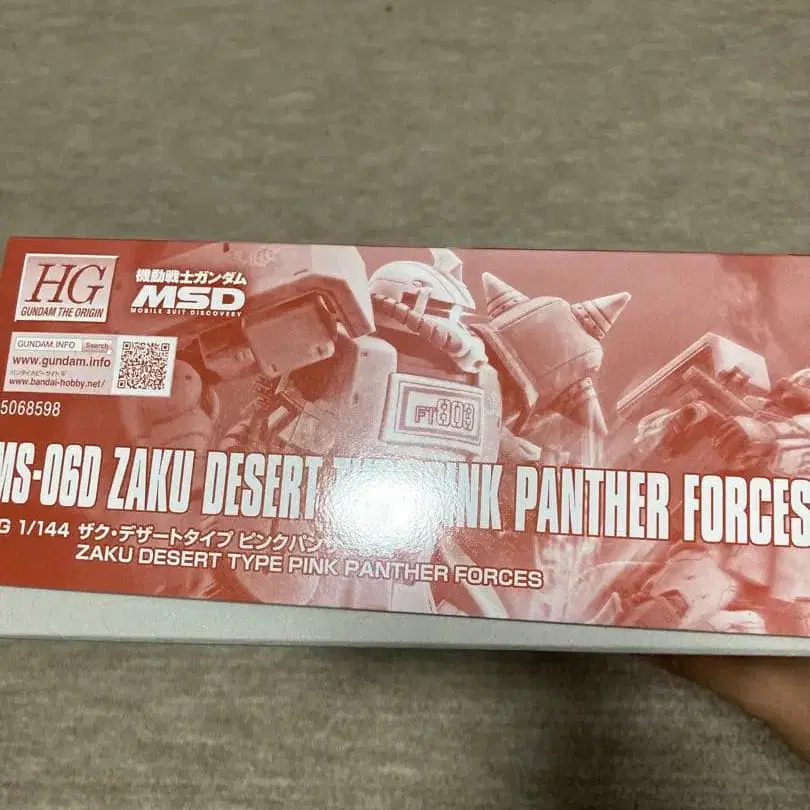 HG
GUNDAM THE ORIGIN
機動戦士ガンダム
MSD
MOBILE SUIT DISCOVERY
GUNDAM.INFO Search
www.gundam.info
バンダイホビーサイト
www.bandai-hobby.net/
5068598
FT803
MS-06D ZAKU DESERT TYPE PINK PANTHER FORCES
G 1/144 ザク・デザートタイプ ピンクパン
ZAKU DESERT TYPE PINK PANTHER FORCES